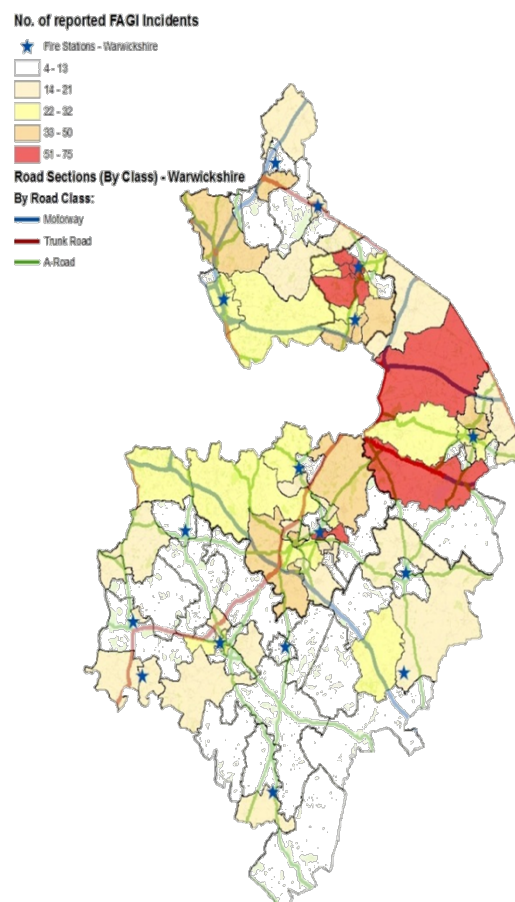 No. of reported FAGI Incidents
Fire Stations - Warwickshire
4 - 13
14 - 21
22 - 32
33 - 50
51 - 75
Road Sections (By Class) - Warwickshire
By Road Class:
Motorway
Trunk Road
A-Road